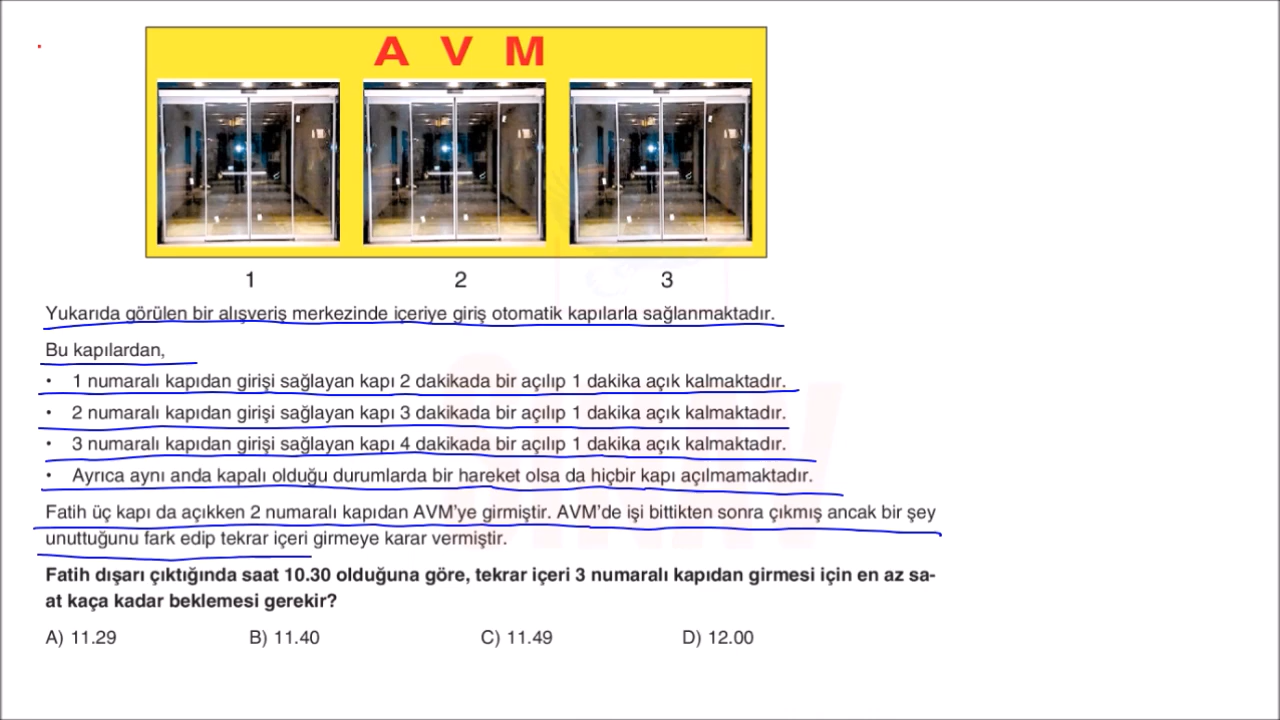 A V M
1 2 3
Yukarıda görülen bir alışveriş merkezinde içeriye giriş otomatik kapılarla sağlanmaktadır.
Bu kapılardan,
• 1 numaralı kapıdan girişi sağlayan kapı 2 dakikada bir açılıp 1 dakika açık kalmaktadır.
• 2 numaralı kapıdan girişi sağlayan kapı 3 dakikada bir açılıp 1 dakika açık kalmaktadır.
• 3 numaralı kapıdan girişi sağlayan kapı 4 dakikada bir açılıp 1 dakika açık kalmaktadır.
• Ayrıca aynı anda kapalı olduğu durumlarda bir hareket olsa da hiçbir kapı açılmamaktadır.
Fatih üç kapı da açıkken 2 numaralı kapıdan AVM'ye girmiştir. AVM'de işi bittikten sonra çıkmış ancak bir şey
unuttuğunu fark edip tekrar içeri girmeye karar vermiştir.
Fatih dışarı çıktığında saat 10.30 olduğuna göre, tekrar içeri 3 numaralı kapıdan girmesi için en az sa-
at kaça kadar beklemesi gerekir?
A) 11.29 B) 11.40 C) 11.49 D) 12.00